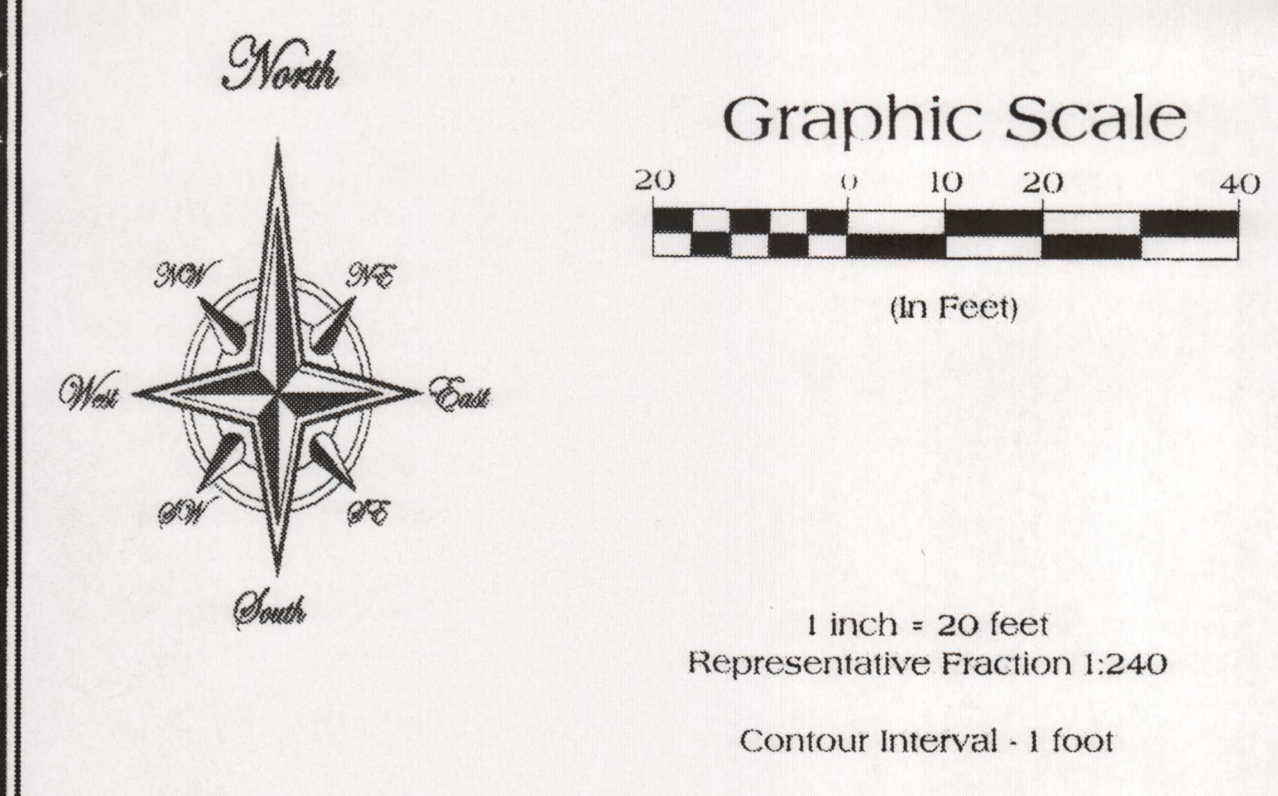 North
NW NE
West East
SW SE
South
Graphic Scale
20 0 10 20 40
(In Feet)
1 inch = 20 feet
Representative Fraction 1:240
Contour Interval - 1 foot